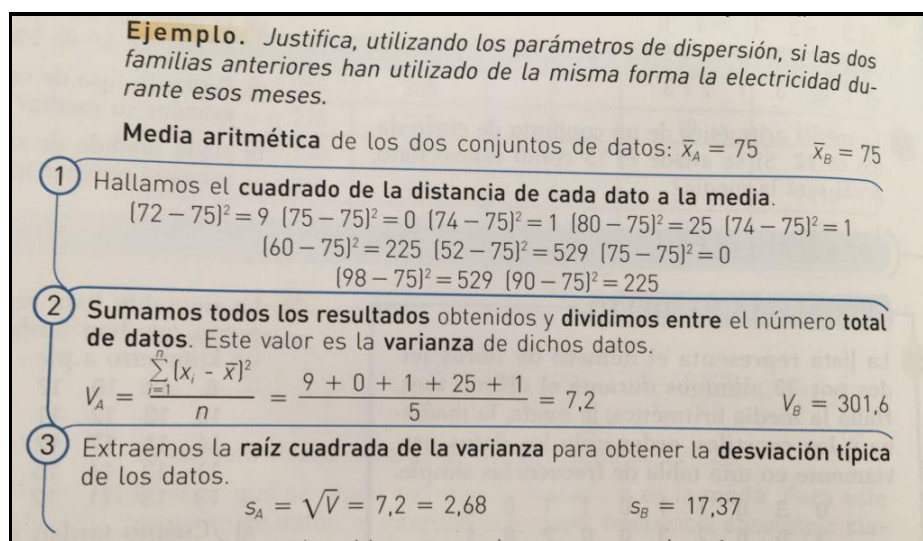 Ejemplo. Justifica, utilizando los parámetros de dispersión, si las dos
familias anteriores han utilizado de la misma forma la electricidad du-
rante esos meses.
Media aritmética de los dos conjuntos de datos: x̄_A = 75 x̄_B = 75
1 Hallamos el cuadrado de la distancia de cada dato a la media.
(72 – 75)² = 9 (75 – 75)² = 0 (74 – 75)² = 1 (80 – 75)² = 25 (74 – 75)² = 1
(60 – 75)² = 225 (52 – 75)² = 529 (75 – 75)² = 0
(98 – 75)² = 529 (90 – 75)² = 225
2 Sumamos todos los resultados obtenidos y dividimos entre el número total
de datos. Este valor es la varianza de dichos datos.
V_A = ∑_{i=1}^{n} (x_i - x̄)² / n = 9 + 0 + 1 + 25 + / 5 = 7,2 V_B = 301,6
3 Extraemos la raíz cuadrada de la varianza para obtener la desviación típica
de los datos.
s_A = √V = 7,2 = 2,68 s_B = 17,37